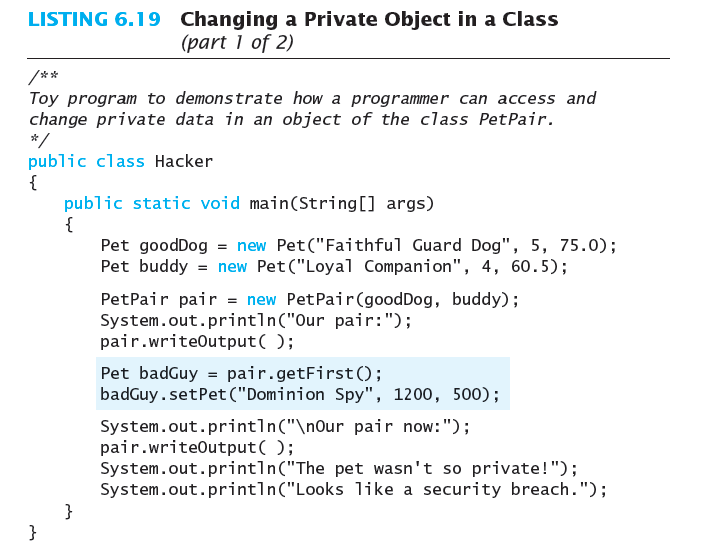 LISTING 6.19 Changing a Private Object in a Class
(part 1 of 2)
/**
Toy program to demonstrate how a programmer can access and
change private data in an object of the class PetPair.
*/
public class Hacker
{
    public static void main(String[] args)
    {
        Pet goodDog = new Pet("Faithful Guard Dog", 5, 75.0);
        Pet buddy = new Pet("Loyal Companion", 4, 60.5);
        PetPair pair = new PetPair(goodDog, buddy);
        System.out.println("Our pair:");
        pair.writeOutput( );
        Pet badGuy = pair.getFirst();
        badGuy.setPet("Dominion Spy", 1200, 500);
        System.out.println("\nOur pair now:");
        pair.writeOutput( );
        System.out.println("The pet wasn't so private!");
        System.out.println("Looks like a security breach.");
    }
}